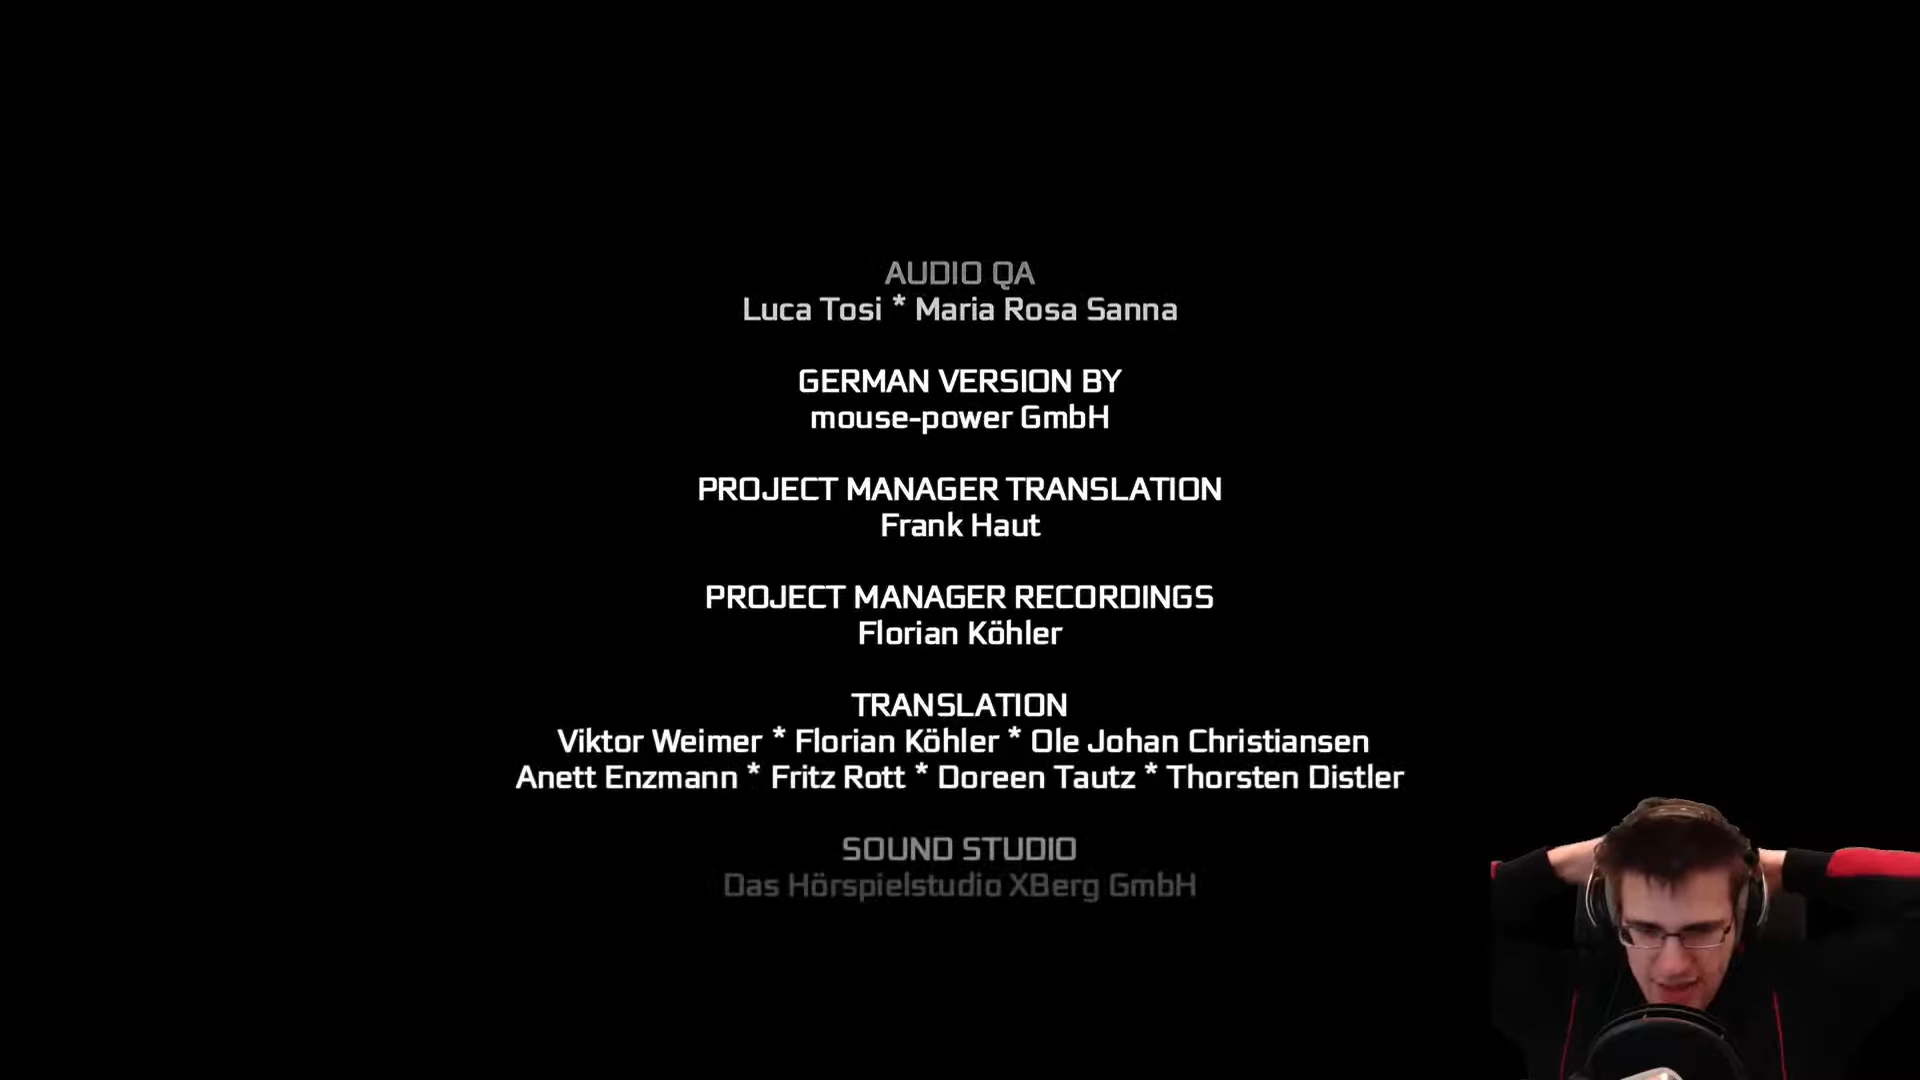 AUDIO QA
Luca Tosi * Maria Rosa Sanna
GERMAN VERSION BY
mouse-power GmbH
PROJECT MANAGER TRANSLATION
Frank Haut
PROJECT MANAGER RECORDINGS
Florian Köhler
TRANSLATION
Viktor Weimer * Florian Köhler * Ole Johan Christiansen
Anett Enzmann * Fritz Rott * Doreen Tautz * Thorsten Distler
SOUND STUDIO
Das Hörspielstudio XBerg GmbH